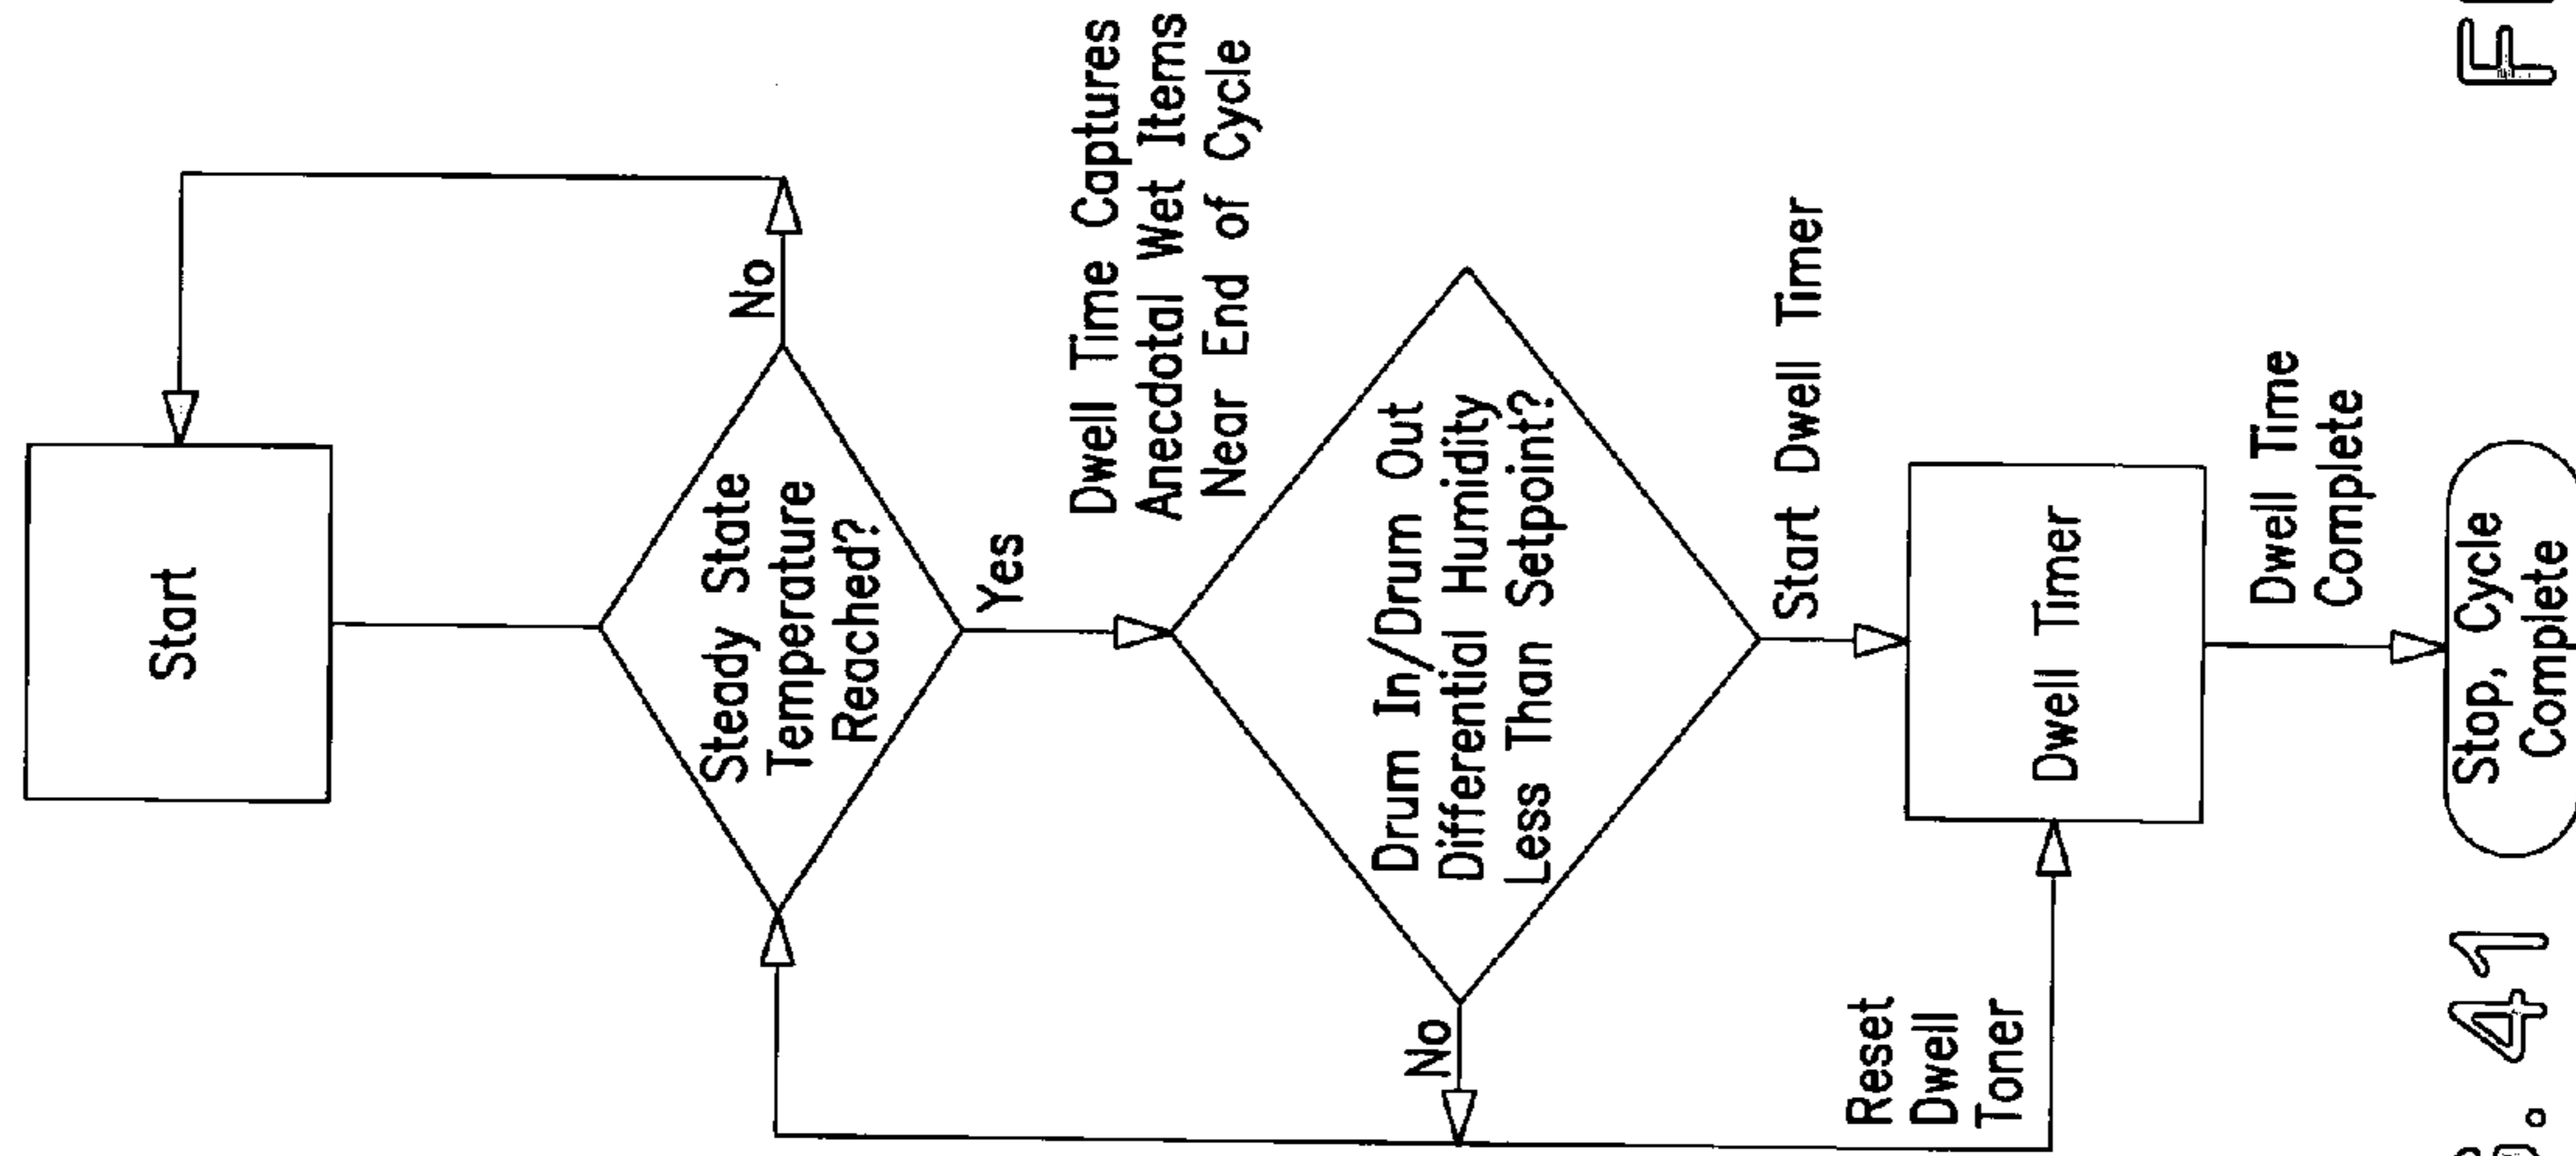 Start
Steady State
Temperature
Reached?
No
Yes
Dwell Time Captures
Anecdotal Wet Items
Near End of Cycle
Drum In/Drum Out
Differential Humidity
Less Than Setpoint?
No
Start Dwell Timer
Reset
Dwell
Toner
Dwell Timer
Dwell Time
Complete
Stop, Cycle
Complete
. 41